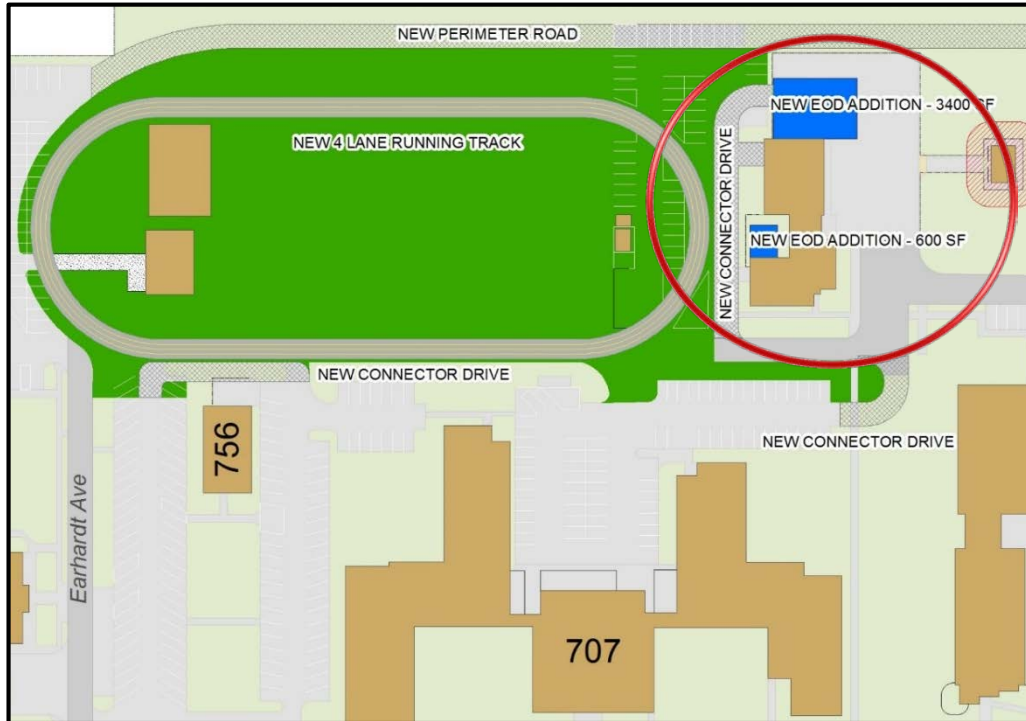 NEW PERIMETER ROAD
NEW EOD ADDITION - 3400 SF
NEW 4 LANE RUNNING TRACK
NEW CONNECTOR DRIVE
NEW EOD ADDITION - 600 SF
NEW CONNECTOR DRIVE
NEW CONNECTOR DRIVE
756
Earhardt Ave
707